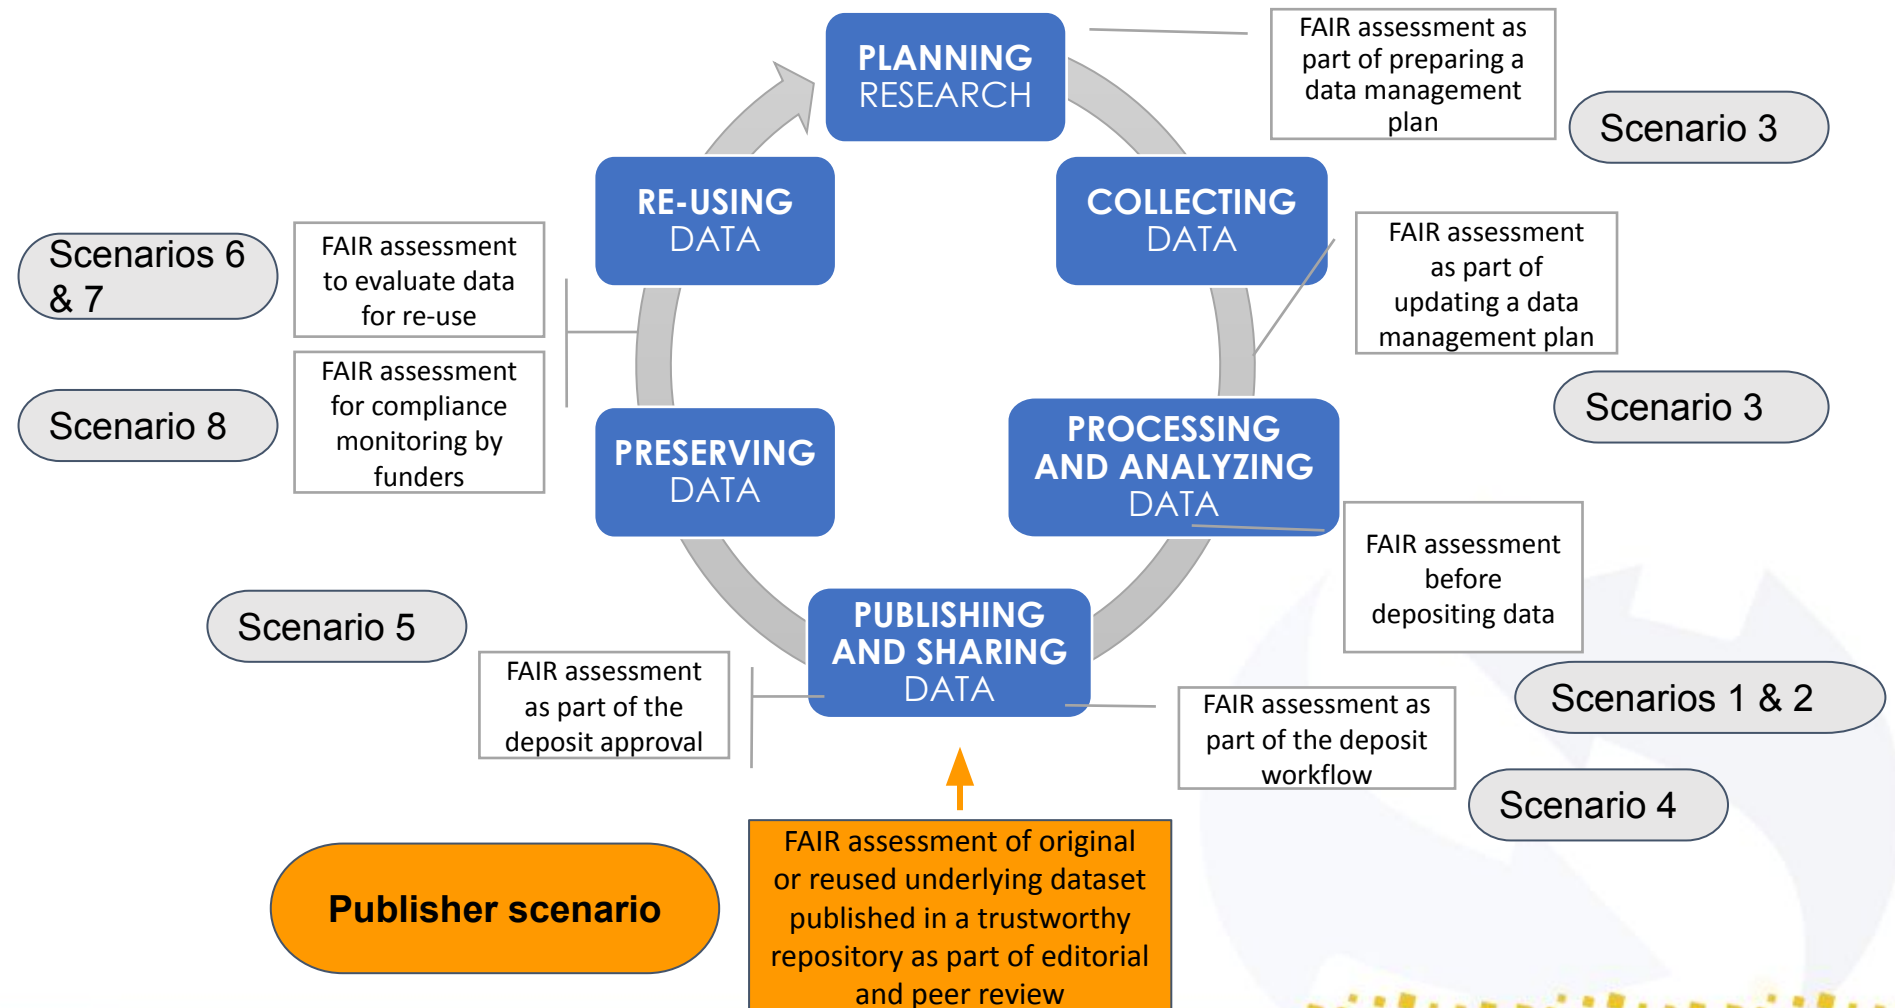 PLANNING
RESEARCH
FAIR assessment as
part of preparing a
data management
plan
Scenario 3
COLLECTING
DATA
FAIR assessment
as part of
updating a data
management plan
Scenario 3
PROCESSING
AND ANALYZING
DATA
FAIR assessment
before
depositing data
Scenarios 1 & 2
PUBLISHING
AND SHARING
DATA
FAIR assessment as
part of the deposit
workflow
Scenario 4
FAIR assessment of original
or reused underlying dataset
published in a trustworthy
repository as part of editorial
and peer review
Publisher scenario
Scenario 5
FAIR assessment
as part of the
deposit approval
PRESERVING
DATA
RE-USING
DATA
Scenarios 6
& 7
FAIR assessment
to evaluate data
for re-use
Scenario 8
FAIR assessment
for compliance
monitoring by
funders